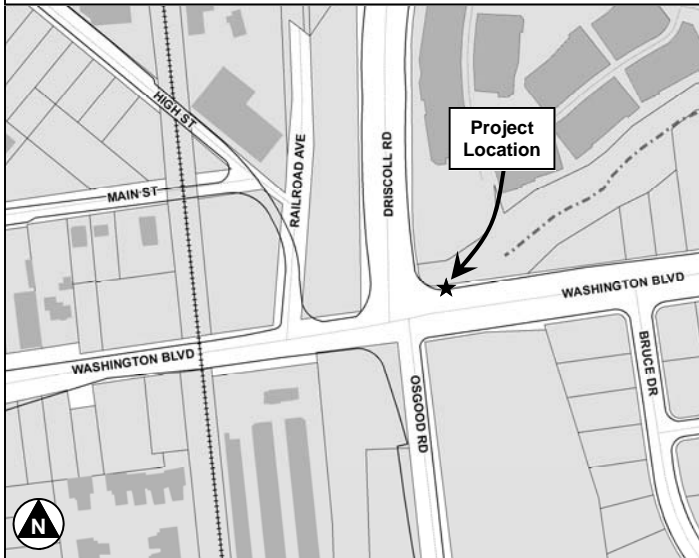 HIGH ST
MAIN ST
RAILROAD AVE
DRISCOLL RD
Project
Location
WASHINGTON BLVD
WASHINGTON BLVD
OSGOOD RD
BRUCE DR
N